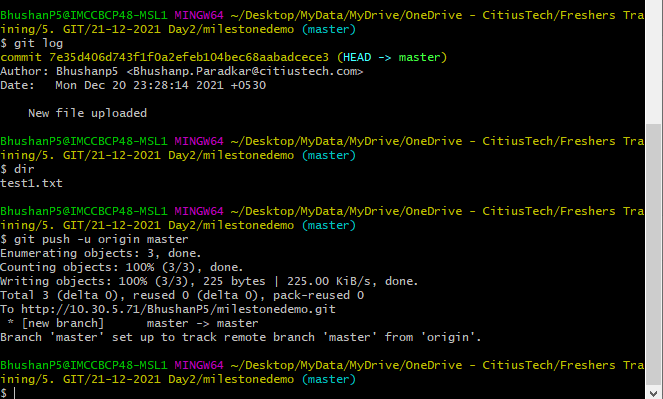 BhushanP5@IMCCBCP48-MSL1 MINGW64 ~/Desktop/MyData/MyDrive/OneDrive - CitiusTech/Freshers Tra
ining/5. GIT/21-12-2021 Day2/milestonedemo (master)
$ git log
commit 7e35d406d743f1f0a2efeb104bec68aabadcece3 (HEAD -> master)
Author: Bhushanp5 <Bhushanp.Paradkar@citiustech.com>
Date:   Mon Dec 20 23:28:14 2021 +0530
    New file uploaded
BhushanP5@IMCCBCP48-MSL1 MINGW64 ~/Desktop/MyData/MyDrive/OneDrive - CitiusTech/Freshers Tra
ining/5. GIT/21-12-2021 Day2/milestonedemo (master)
$ dir
test1.txt
BhushanP5@IMCCBCP48-MSL1 MINGW64 ~/Desktop/MyData/MyDrive/OneDrive - CitiusTech/Freshers Tra
ining/5. GIT/21-12-2021 Day2/milestonedemo (master)
$ git push -u origin master
Enumerating objects: 3, done.
Counting objects: 100% (3/3), done.
Writing objects: 100% (3/3), 225 bytes | 225.00 KiB/s, done.
Total 3 (delta 0), reused 0 (delta 0), pack-reused 0
To http://10.30.5.71/BhushanP5/milestonedemo.git
 * [new branch]      master -> master
Branch 'master' set up to track remote branch 'master' from 'origin'.
BhushanP5@IMCCBCP48-MSL1 MINGW64 ~/Desktop/MyData/MyDrive/OneDrive - CitiusTech/Freshers Tra
ining/5. GIT/21-12-2021 Day2/milestonedemo (master)
$